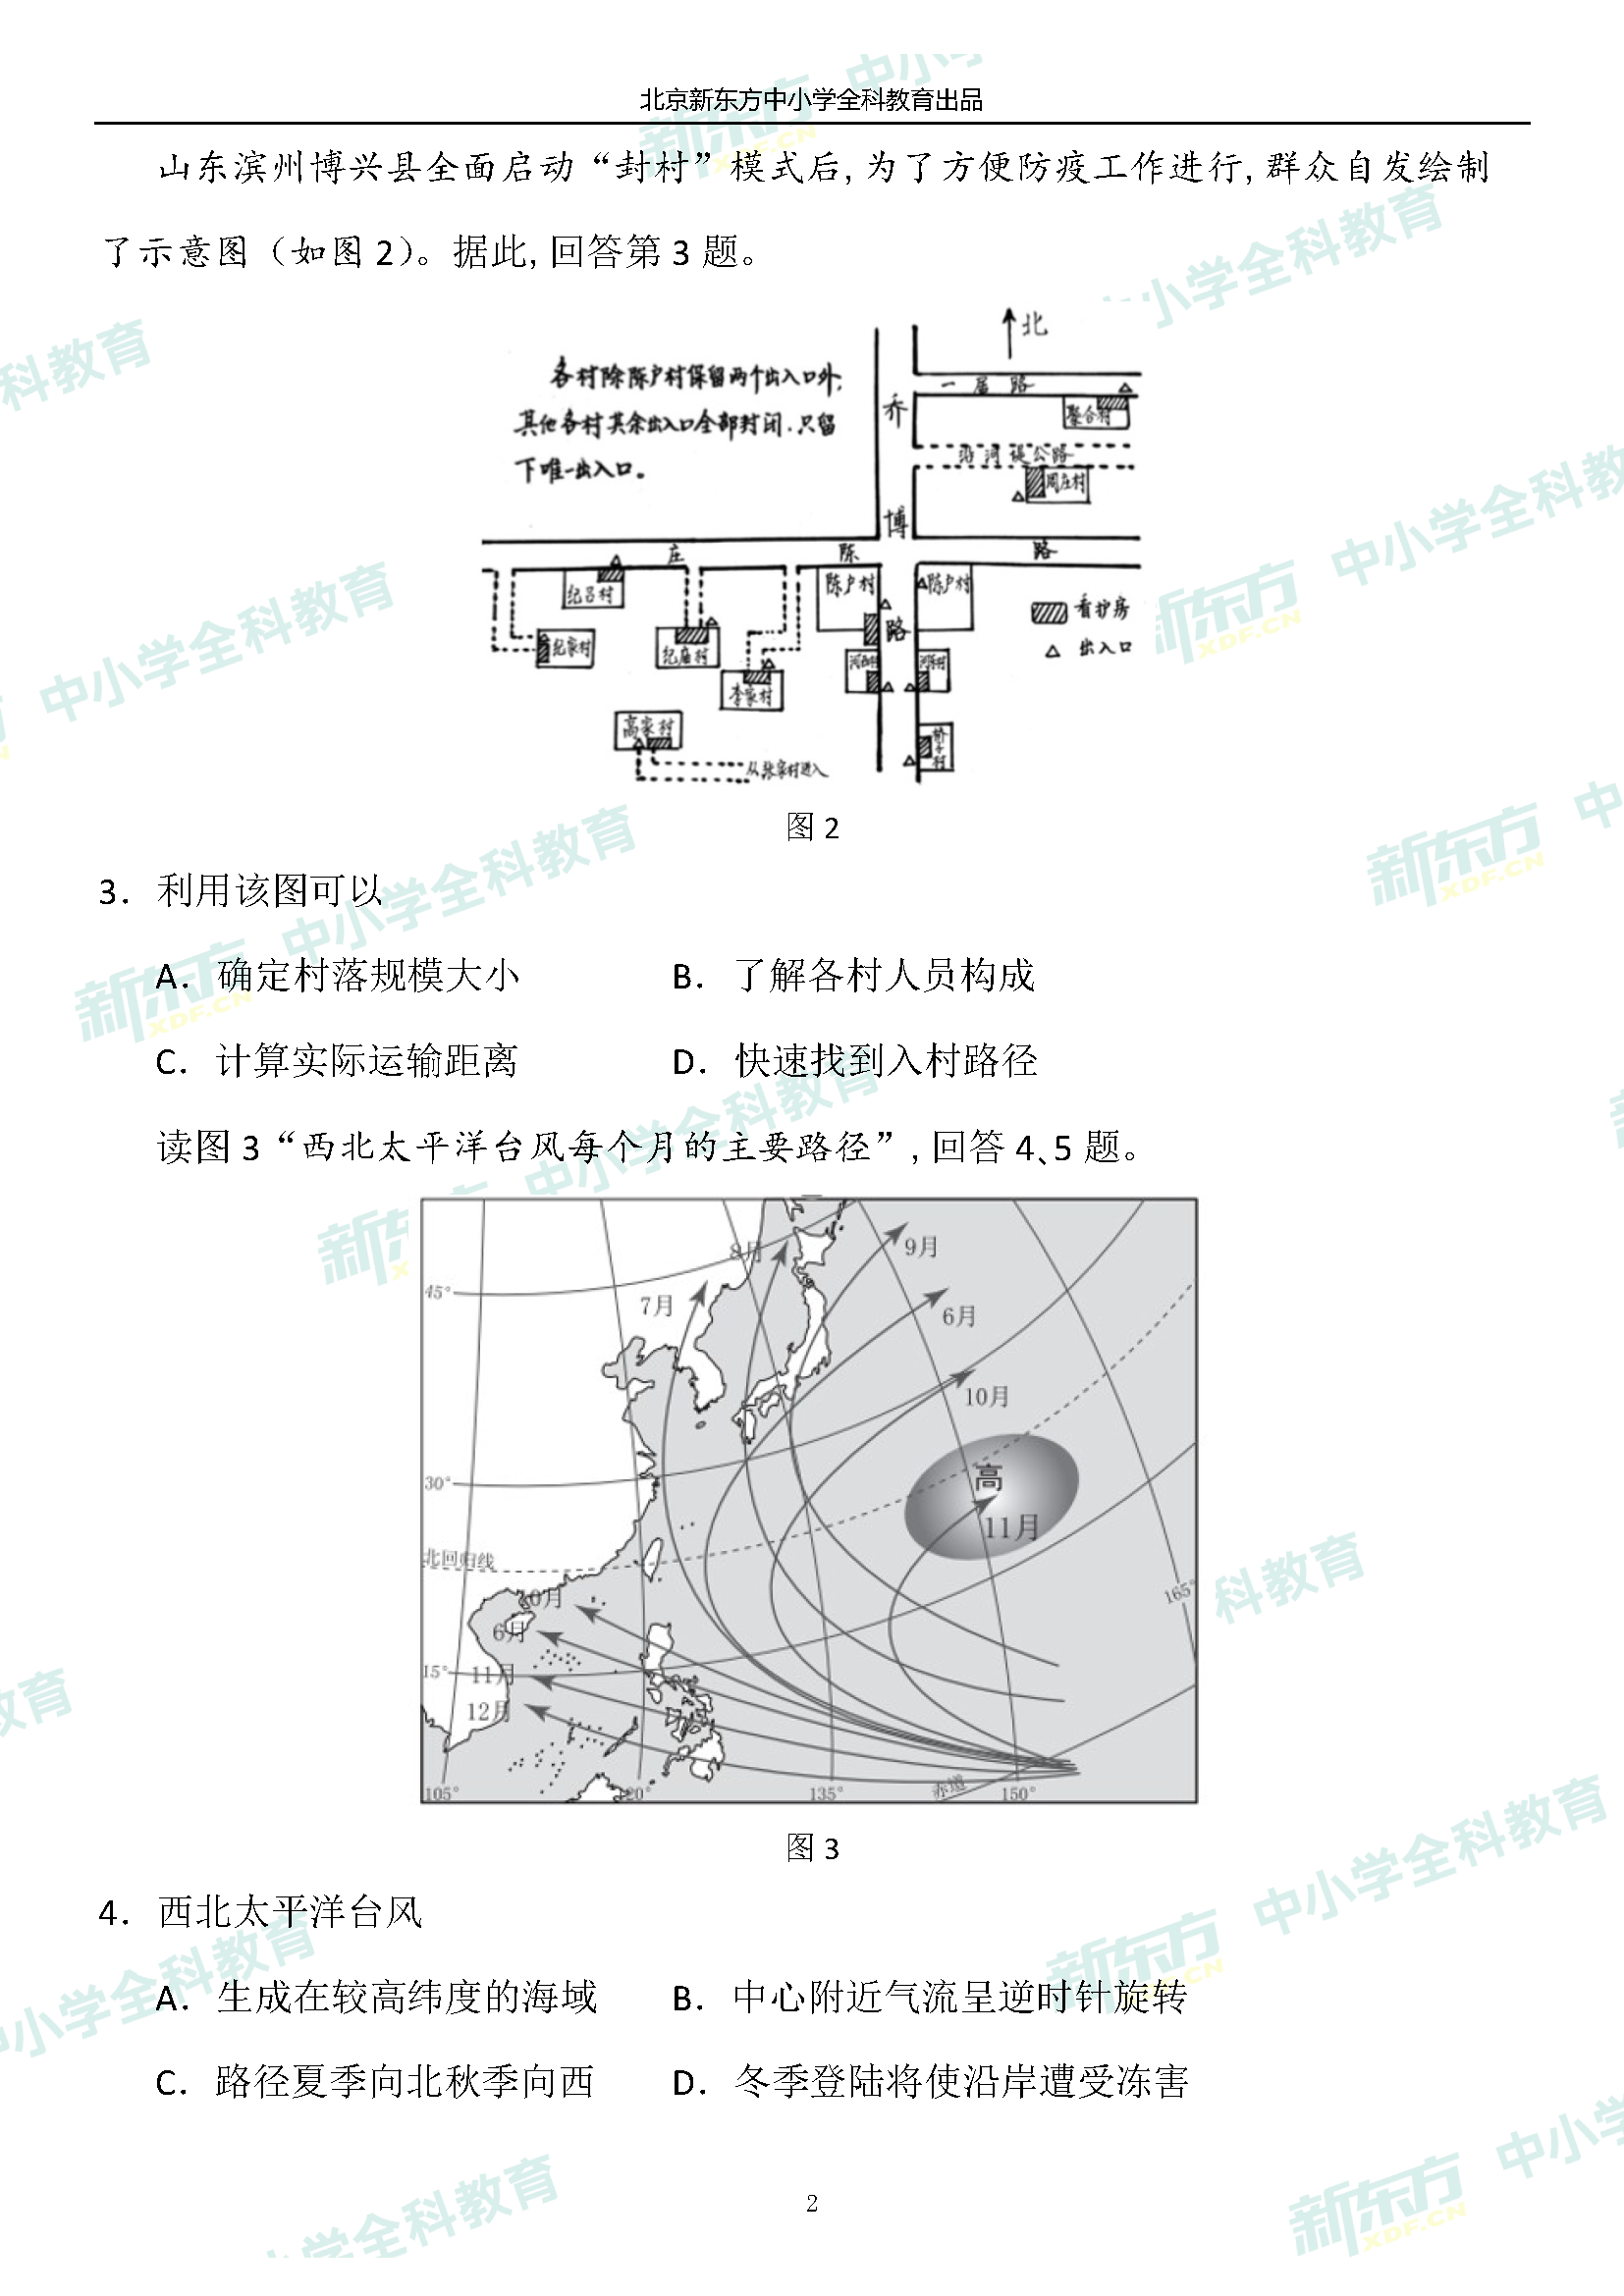 北京新东方中小学全科教育出品
山东滨州博兴县全面启动“封村”模式后,为了方便防疫工作进行,群众自发绘制
了示意图（如图2）。据此,回答第3题。
北
各村除陈户村保留两个出入口外,
其他各村其余出入口全部封闭.只留
下唯一出入口。
乔
博
路
一届路
聚合村
沿河堤公路
周庄村
庄
陈
路
纪吕村
陈户村
陈户村
看护房
出入口
纪家村
纪庙村
李家村
河西村
河东村
高家村
桥子村
从张家村进入
图2
3. 利用该图可以
A. 确定村落规模大小 B. 了解各村人员构成
C. 计算实际运输距离 D. 快速找到入村路径
读图3“西北太平洋台风每个月的主要路径”,回答4、5题。
8月
9月
45°
7月
6月
10月
高
30°
11月
北回归线
10月
165°
6月
15°
11月
12月
赤道
105°
20°
135°
150°
图3
4. 西北太平洋台风
A. 生成在较高纬度的海域 B. 中心附近气流呈逆时针旋转
C. 路径夏季向北秋季向西 D. 冬季登陆将使沿岸遭受冻害
2
新东方 XDF.CN 中小学全科教育